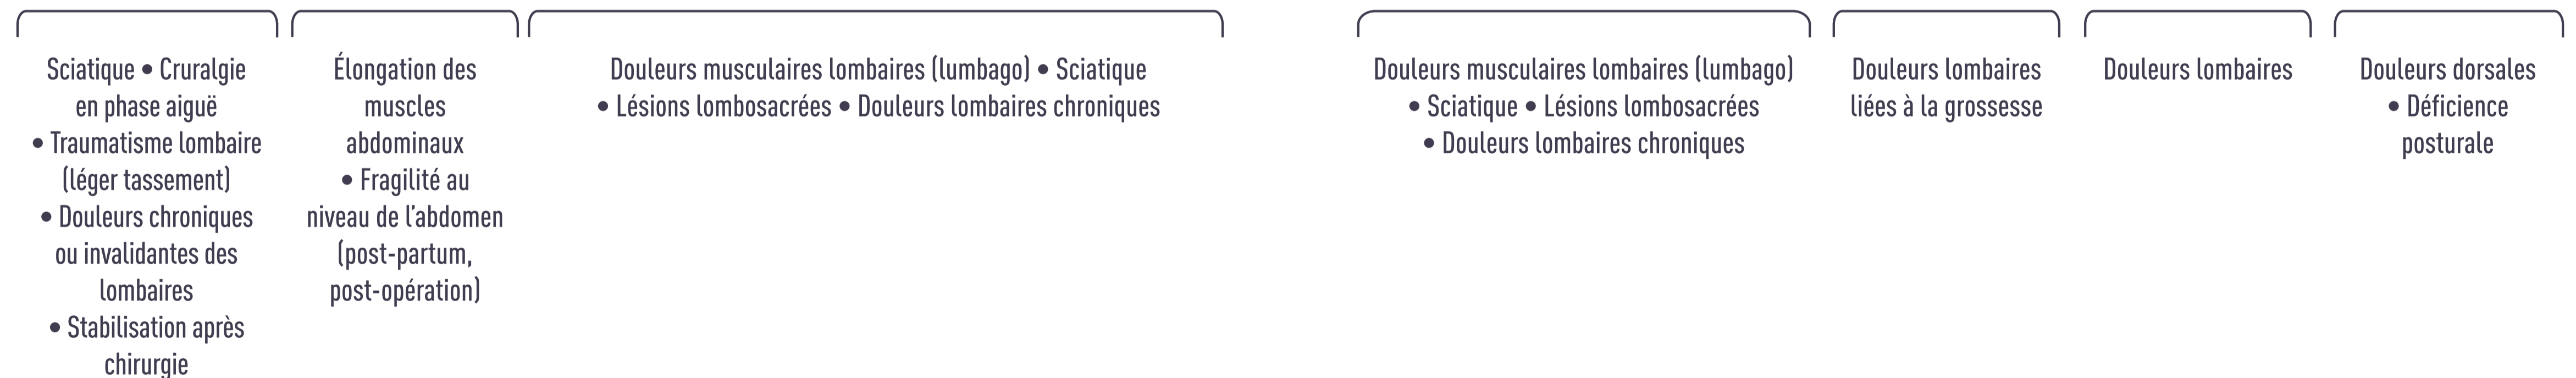 Sciatique • Cruralgie
en phase aiguë
• Traumatisme lombaire
(léger tassement)
• Douleurs chroniques
ou invalidantes des
lombaires
• Stabilisation après
chirurgie
Élongation des
muscles
abdominaux
• Fragilité au
niveau de l’abdomen
(post-partum,
post-opération)
Douleurs musculaires lombaires (lumbago) • Sciatique
• Lésions lombosacrées • Douleurs lombaires chroniques
Douleurs musculaires lombaires (lumbago)
• Sciatique • Lésions lombosacrées
• Douleurs lombaires chroniques
Douleurs lombaires
liées à la grossesse
Douleurs lombaires
Douleurs dorsales
• Déficience
posturale